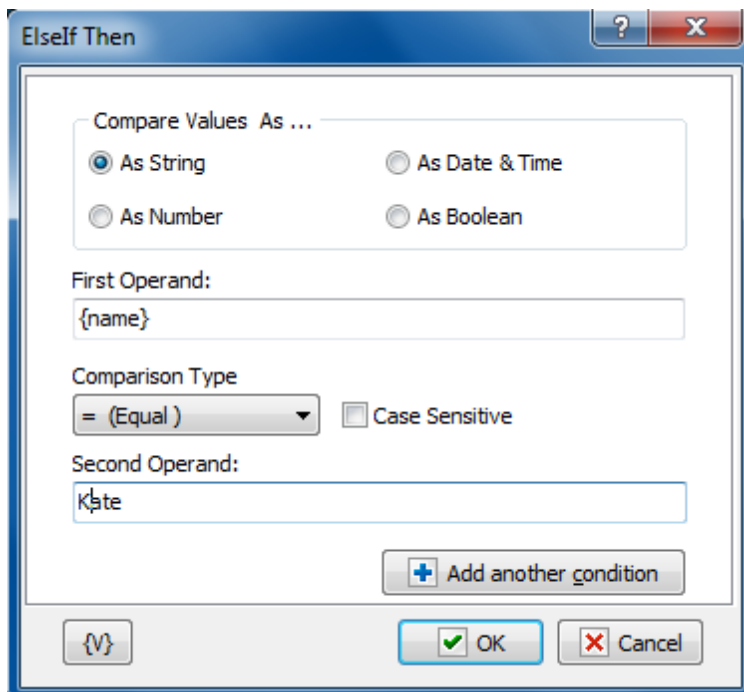 ElseIf Then
?
Compare Values  As ...
As String
As Date & Time
As Number
As Boolean
First Operand:
{name}
Comparison Type
= (Equal )
Case Sensitive
Second Operand:
Kate
Add another condition
{V}
OK
Cancel